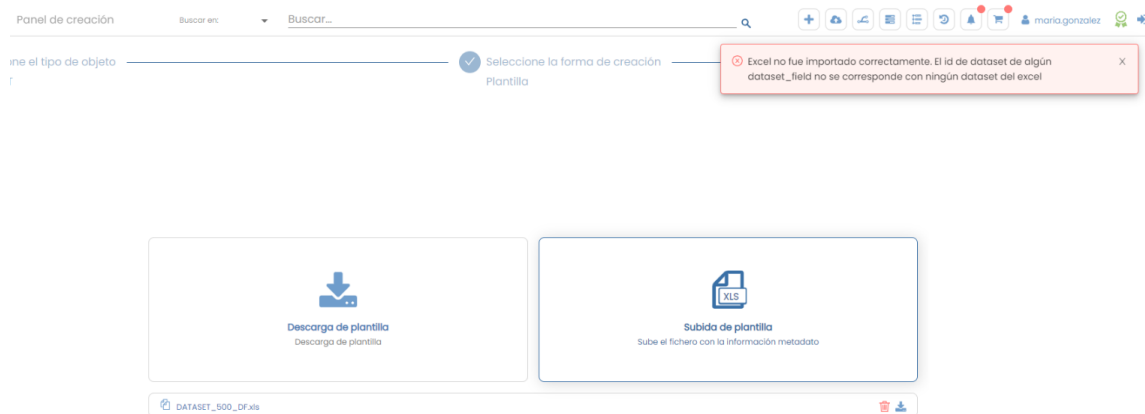 Panel de creación
Buscar en:
Buscar...
maria.gonzalez
ne el tipo de objeto
Seleccione la forma de creación
Plantilla
Excel no fue importado correctamente. El id de dataset de algún
dataset_field no se corresponde con ningún dataset del excel
X
XLS
Descarga de plantilla
Descarga de plantilla
Subida de plantilla
Sube el fichero con la información metadato
DATASET_500_DF.xls